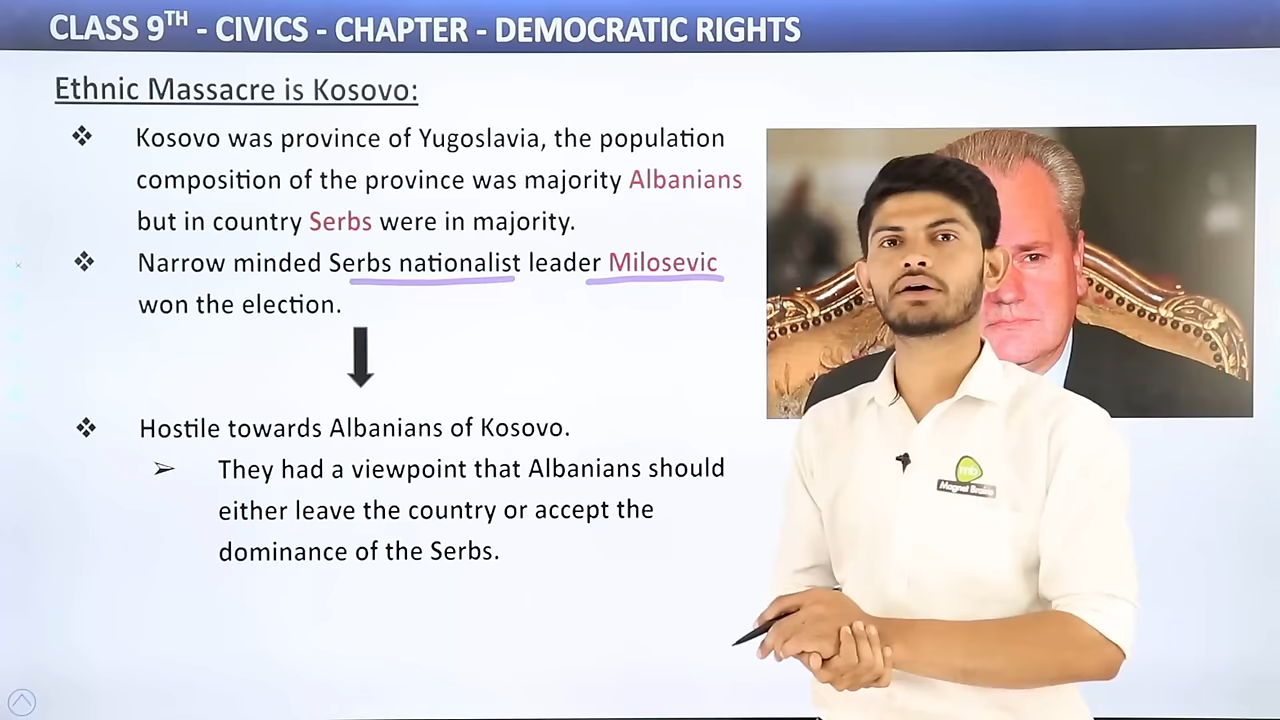 CLASS 9TH - CIVICS - CHAPTER - DEMOCRATIC RIGHTS
Ethnic Massacre is Kosovo:
❖ Kosovo was province of Yugoslavia, the population
composition of the province was majority Albanians
but in country Serbs were in majority.
❖ Narrow minded Serbs nationalist leader Milosevic
won the election.
❖ Hostile towards Albanians of Kosovo.
➢ They had a viewpoint that Albanians should
either leave the country or accept the
dominance of the Serbs.
mb
Magnet Brains